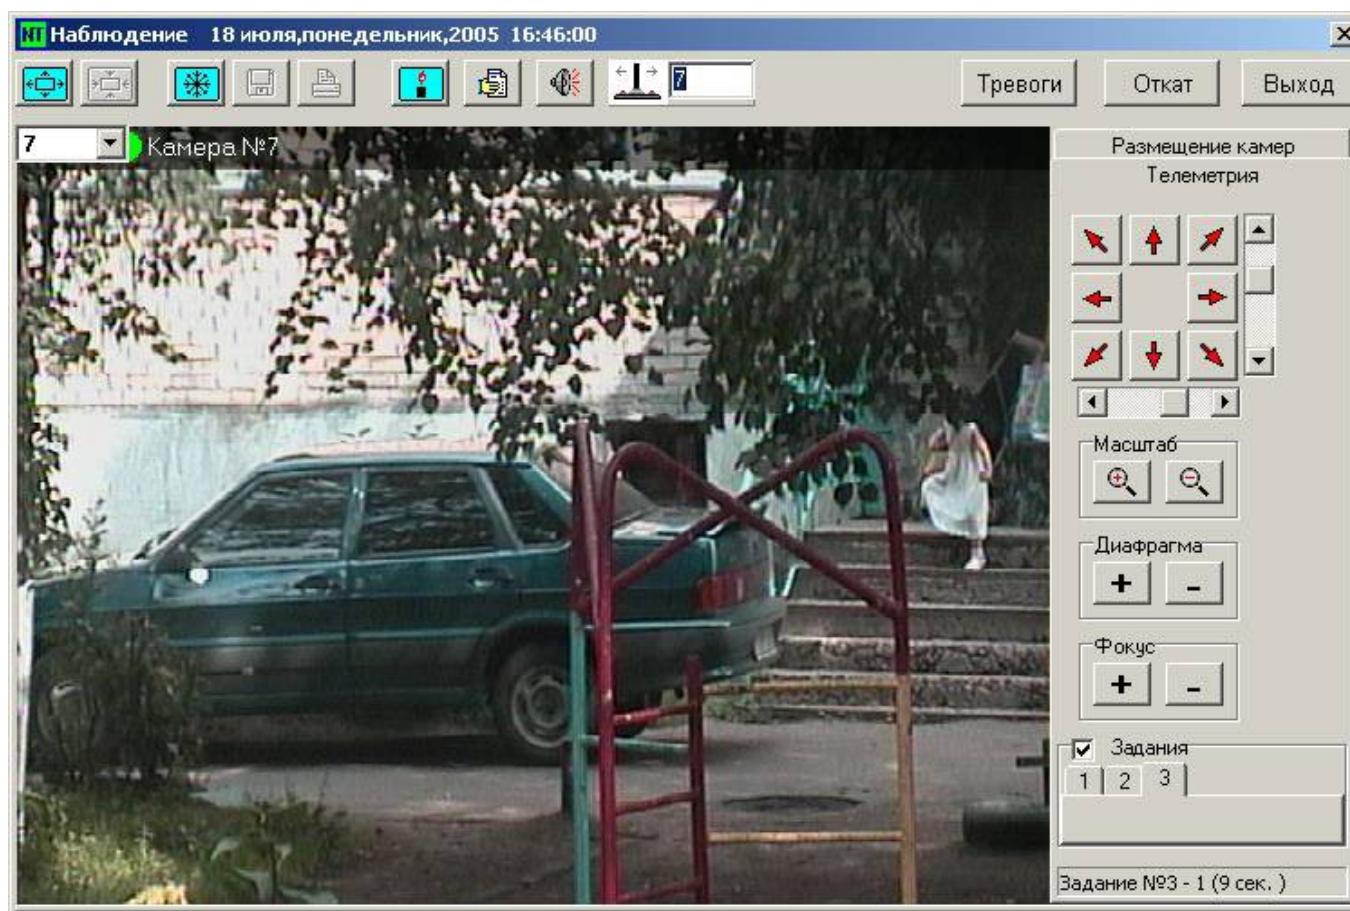 NT Наблюдение 18 июля,понедельник,2005 16:46:00
7 Тревоги Откат Выход
7 Камера №7
Размещение камер
Телеметрия
Масштаб
Диафрагма
+ -
Фокус
+ -
Задания
1 2 3
Задание №3 - 1 (9 сек. )